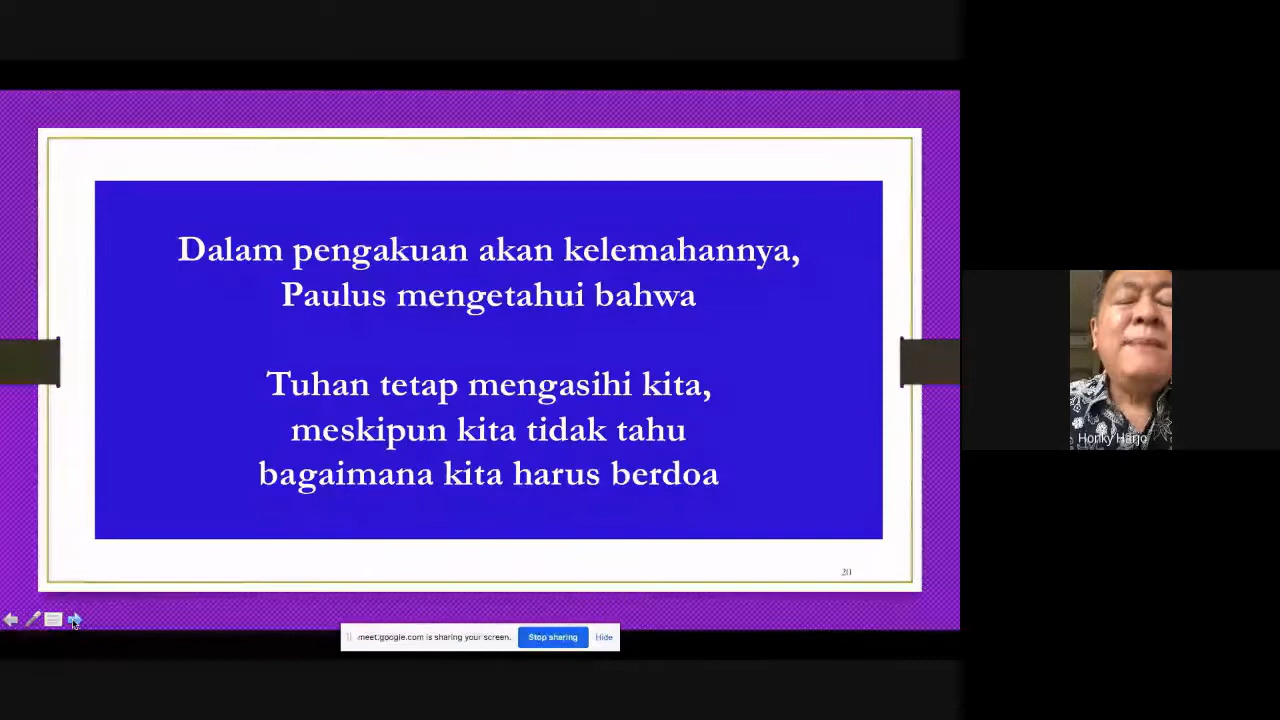 Dalam pengakuan akan kelemahannya,
Paulus mengetahui bahwa
Tuhan tetap mengasihi kita,
meskipun kita tidak tahu
bagaimana kita harus berdoa
20
meet.google.com is sharing your screen.
Stop sharing
Hide
Honky Harjo